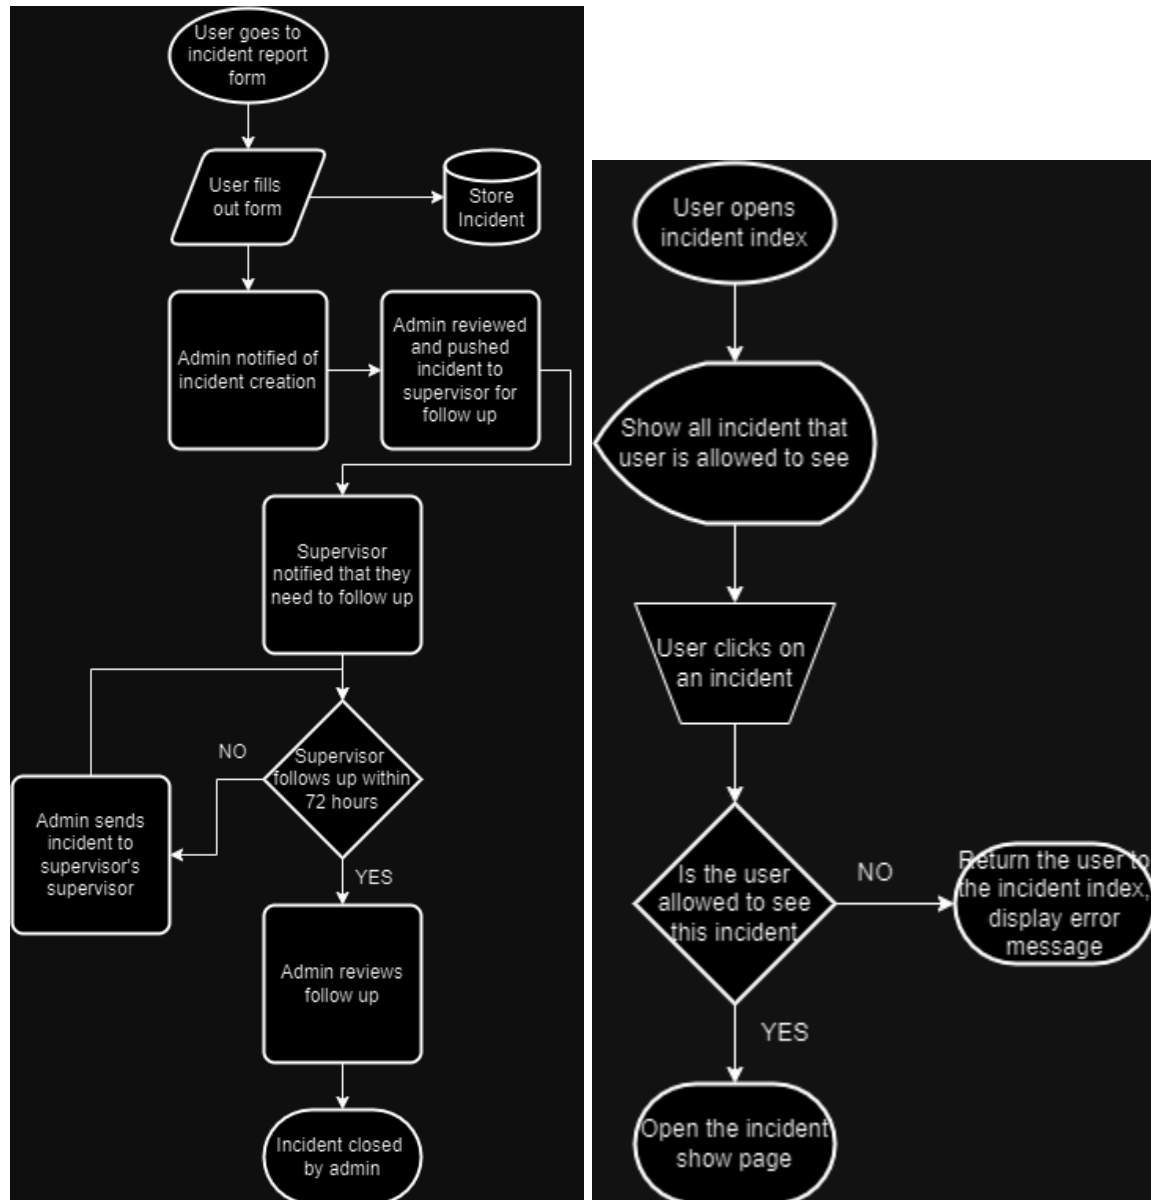 User goes to
incident report
form
User fills
out form
Store
Incident
Admin notified of
incident creation
Admin reviewed
and pushed
incident to
supervisor for
follow up
Supervisor
notified that they
need to follow up
NO
Supervisor
follows up within
72 hours
Admin sends
incident to
supervisor's
supervisor
YES
Admin reviews
follow up
Incident closed
by admin
User opens
incident index
Show all incident that
user is allowed to see
User clicks on
an incident
Is the user
allowed to see
this incident
NO
Return the user to
the incident index,
display error
message
YES
Open the incident
show page